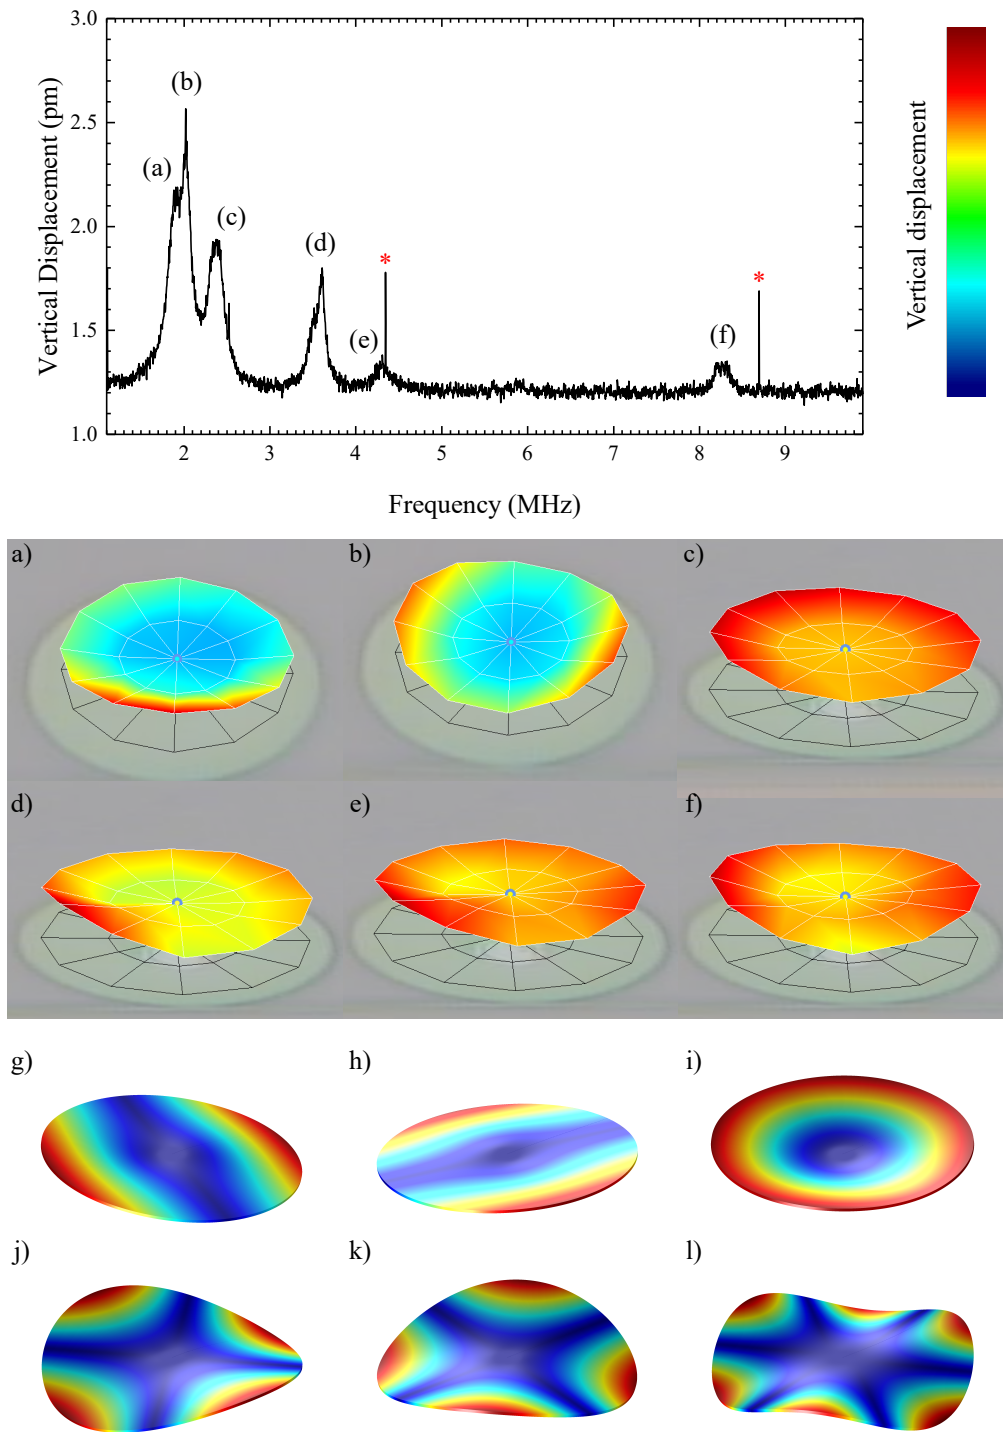 3.0
2.5
2.0
1.5
1.0
Vertical Displacement (pm)
(a)
(b)
(c)
(d)
(e)
*
(f)
*
2 3 4 5 6 7 8 9
Frequency (MHz)
Vertical displacement
a) b) c)
d) e) f)
g) h) i)
j) k) l)